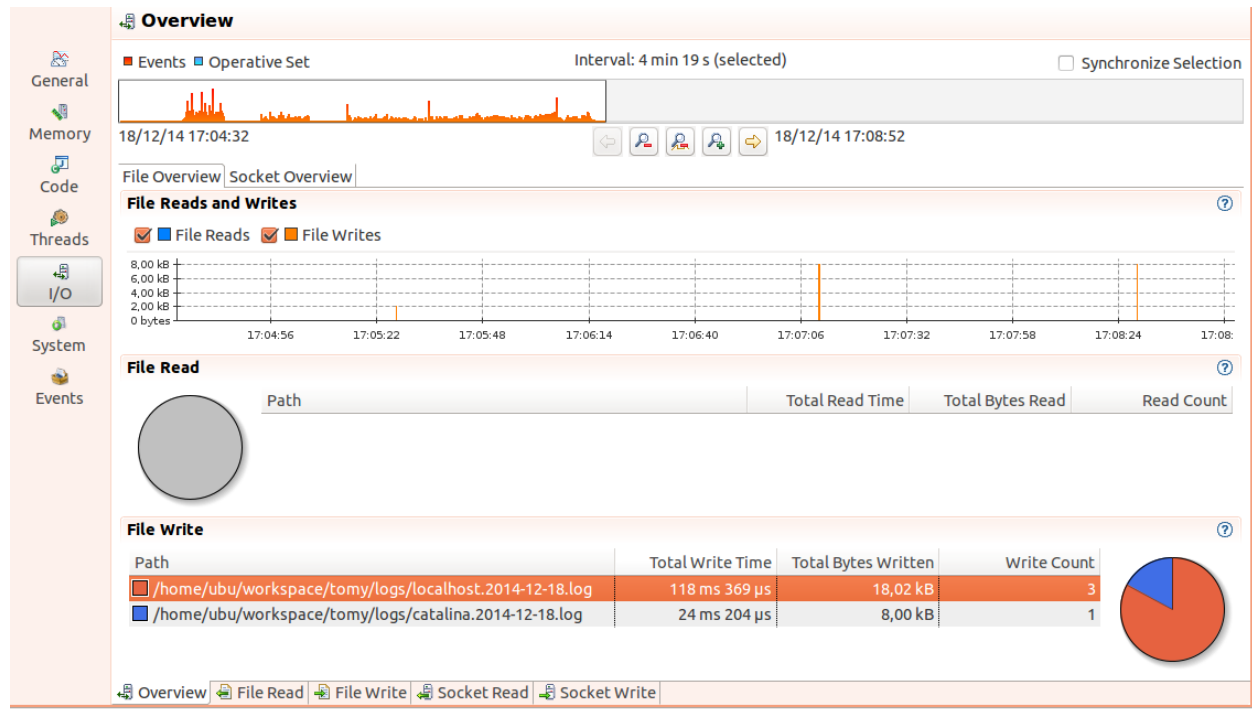 Overview
General
Memory
Code
Threads
I/O
System
Events
Events Operative Set Interval: 4 min 19 s (selected) Synchronize Selection
18/12/14 17:04:32 18/12/14 17:08:52
File Overview Socket Overview
File Reads and Writes
File Reads File Writes
8,00 kB
6,00 kB
4,00 kB
2,00 kB
0 bytes
17:04:56 17:05:22 17:05:48 17:06:14 17:06:40 17:07:06 17:07:32 17:07:58 17:08:24 17:08:
File Read
Path Total Read Time Total Bytes Read Read Count
File Write
Path Total Write Time Total Bytes Written Write Count
/home/ubu/workspace/tomy/logs/localhost.2014-12-18.log 118 ms 369 µs 18,02 kB 3
/home/ubu/workspace/tomy/logs/catalina.2014-12-18.log 24 ms 204 µs 8,00 kB 1
Overview File Read File Write Socket Read Socket Write